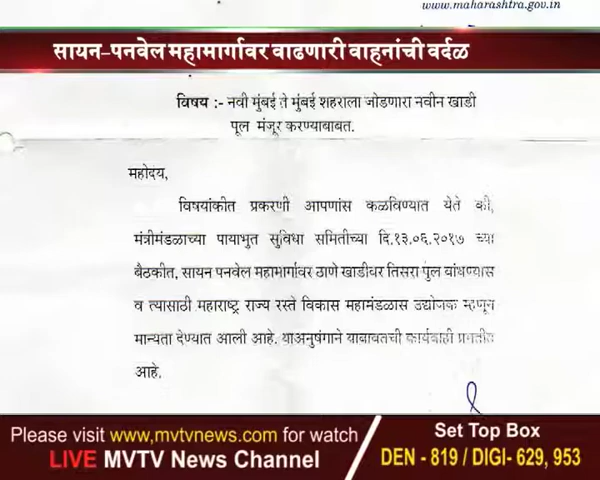 www.maharashtra.gov.in
सायन-पनवेल महामार्गावर वाढणारी वाहनांची वर्दळ
विषय :- नवी मुंबई ते मुंबई शहराला जोडणारा नवीन खाडी
पूल मंजूर करण्याबाबत.
महोदय,
विषयांकीत प्रकरणी आपणांस कळविण्यात येते की,
मंत्रीमंडळाच्या पायाभुत सुविधा समितीच्या दि.१३.०६.२०१७ च्या
बैठकीत, सायन पनवेल महामार्गावर ठाणे खाडीवर तिसरा पुल बांधण्यास
व त्यासाठी महाराष्ट्र राज्य रस्ते विकास महामंडळास उद्योजक म्हणून
मान्यता देण्यात आली आहे. याअनुषंगाने याबाबतची कार्यवाही प्रगतीत
आहे.
Please visit www.mvtvnews.com for watch
LIVE MVTV News Channel
Set Top Box
DEN - 819 / DIGI- 629, 953